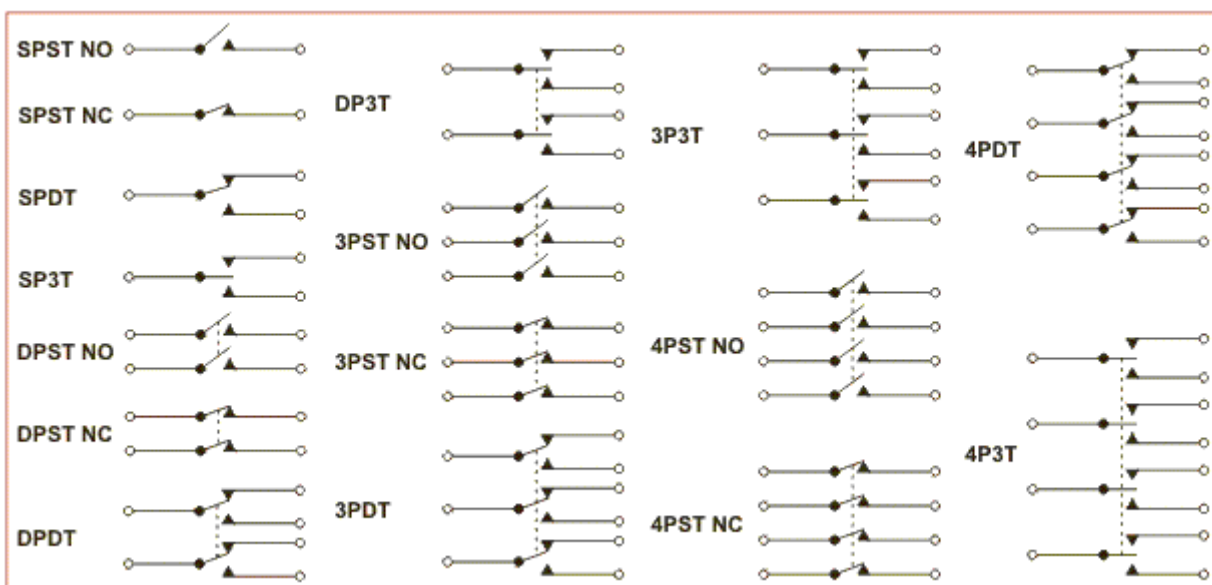 SPST NO
SPST NC
SPDT
SP3T
DPST NO
DPST NC
DPDT
DP3T
3PST NO
3PST NC
3PDT
3P3T
4PST NO
4PST NC
4PDT
4P3T